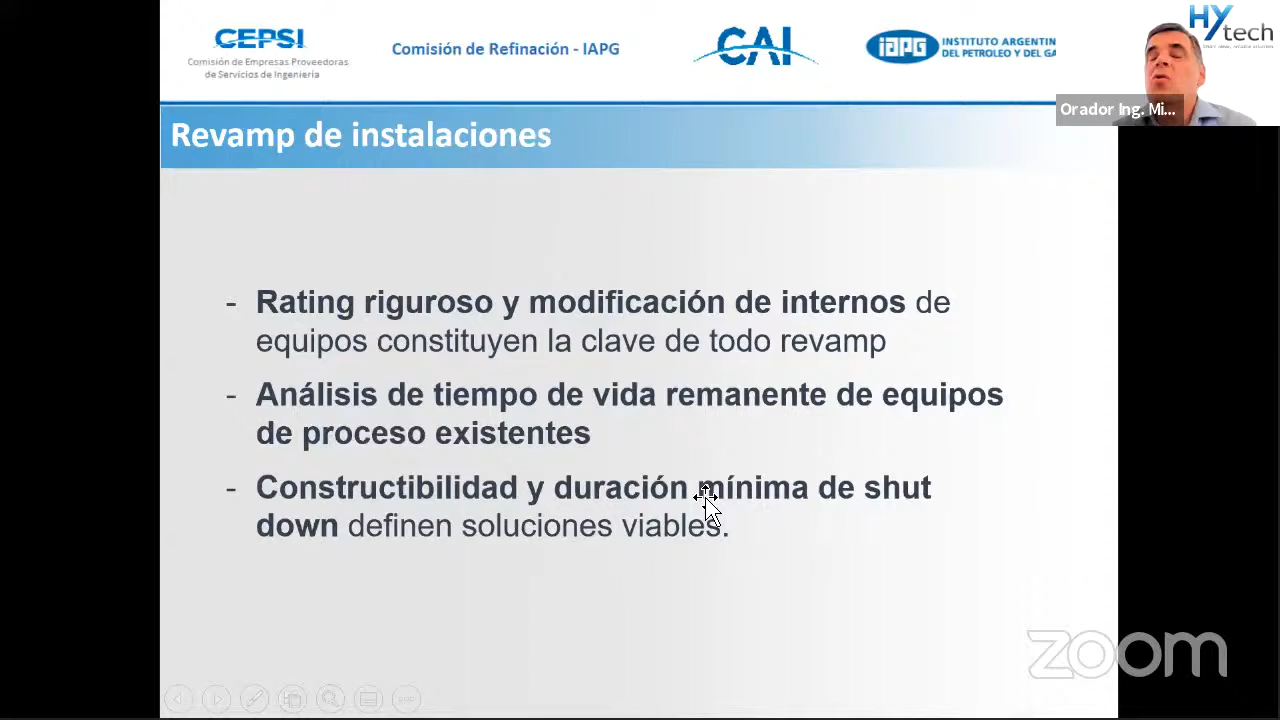 CEPSI
Comisión de Empresas Proveedoras
de Servicios de Ingeniería
Comisión de Refinación - IAPG
CAI
iAPG
INSTITUTO ARGENTIN
DEL PETROLEO Y DEL GA
HYtech
Orador Ing. Mi...
Revamp de instalaciones
- Rating riguroso y modificación de internos de
equipos constituyen la clave de todo revamp
- Análisis de tiempo de vida remanente de equipos
de proceso existentes
- Constructibilidad y duración mínima de shut
down definen soluciones viables.
zoom